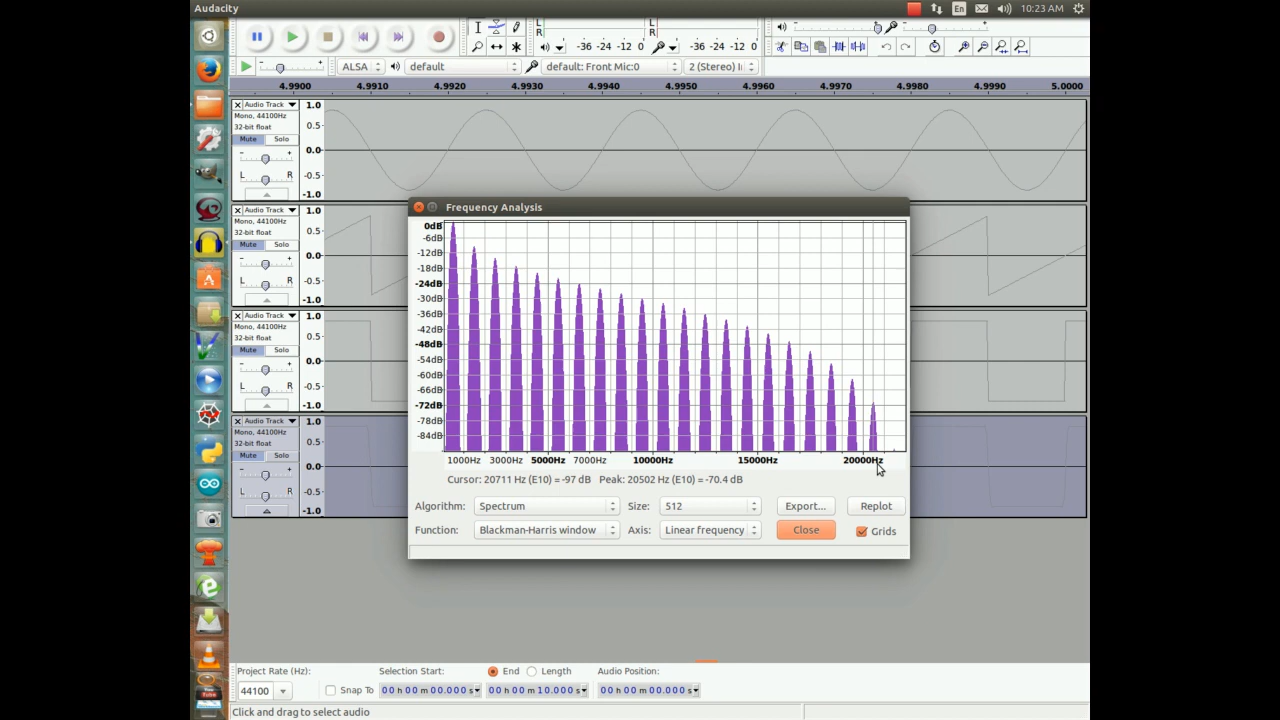 Audacity
En
10:23 AM
L
R
-36 -24 -12 0
L
R
-36 -24 -12 0
ALSA
default
default: Front Mic:0
2 (Stereo) I
4.9900 4.9910 4.9920 4.9930 4.9940 4.9950 4.9960 4.9970 4.9980 4.9990 5.0000
X Audio Track
Mono, 44100Hz
32-bit float
Mute Solo
- +
L R
1.0
0.5
0.0
-0.5
-1.0
X Audio Track
Mono, 44100Hz
32-bit float
Mute Solo
- +
L R
1.0
0.5
0.0
-0.5
-1.0
X Audio Track
Mono, 44100Hz
32-bit float
Mute Solo
- +
L R
1.0
0.5
0.0
-0.5
-1.0
X Audio Track
Mono, 44100Hz
32-bit float
Mute Solo
- +
L R
1.0
0.5
0.0
-0.5
-1.0
Frequency Analysis
0dB
-6dB
-12dB
-18dB
-24dB
-30dB
-36dB
-42dB
-48dB
-54dB
-60dB
-66dB
-72dB
-78dB
-84dB
1000Hz 3000Hz 5000Hz 7000Hz 10000Hz 15000Hz 20000Hz
Cursor: 20711 Hz (E10) = -97 dB Peak: 20502 Hz (E10) = -70.4 dB
Algorithm: Spectrum Size: 512 Export... Replot
Function: Blackman-Harris window Axis: Linear frequency Close Grids
Project Rate (Hz): Selection Start: End Length Audio Position:
44100 Snap To 00 h 00 m 00.000 s 00 h 00 m 10.000 s 00 h 00 m 00.000 s
Click and drag to select audio